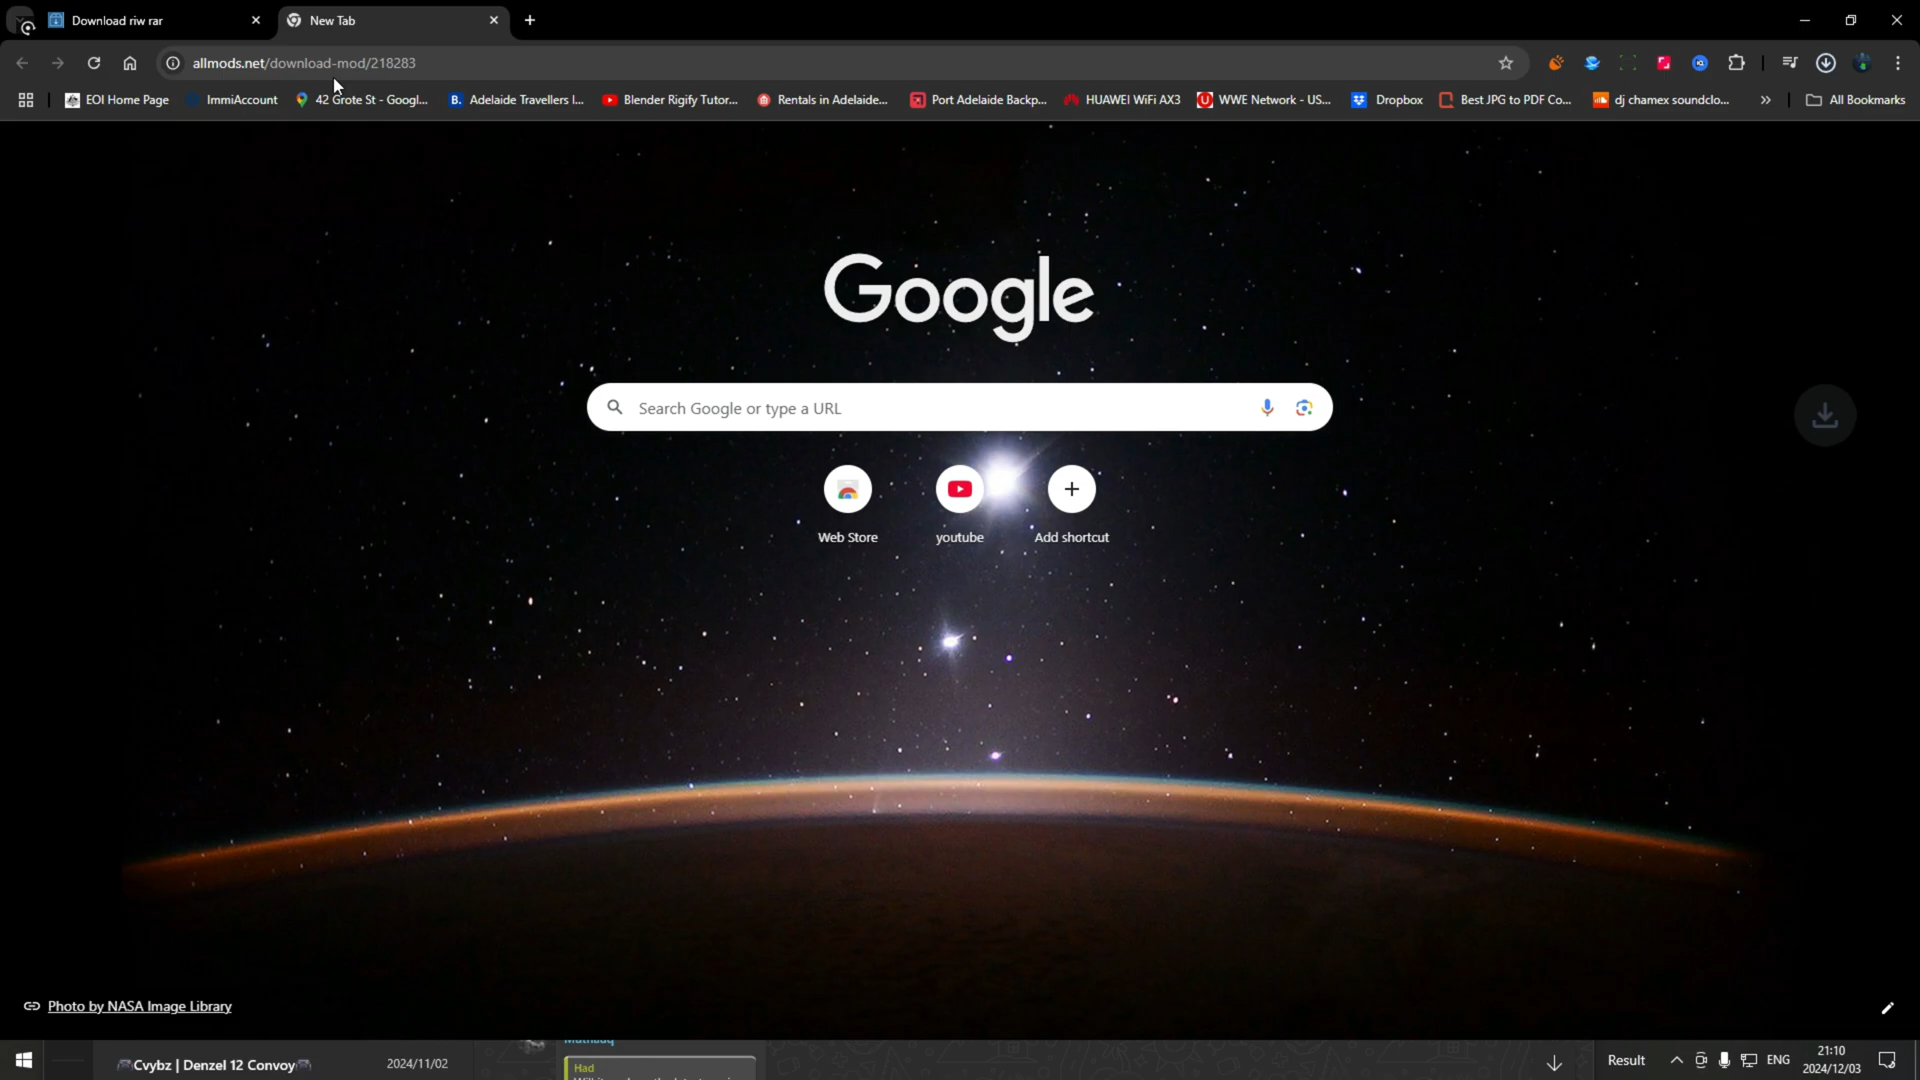 Download riw rar
New Tab
allmods.net/download-mod/218283
EOI Home Page
ImmiAccount
42 Grote St - Googl...
Adelaide Travellers I...
Blender Rigify Tutor...
Rentals in Adelaide...
Port Adelaide Backp...
HUAWEI WiFi AX3
WWE Network - US...
Dropbox
Best JPG to PDF Co...
dj chamex soundclo...
All Bookmarks
Google
Search Google or type a URL
Web Store
youtube
Add shortcut
Photo by NASA Image Library
Cvybz | Denzel 12 Convoy
2024/11/02
Had
Result
ENG
21:10
2024/12/03